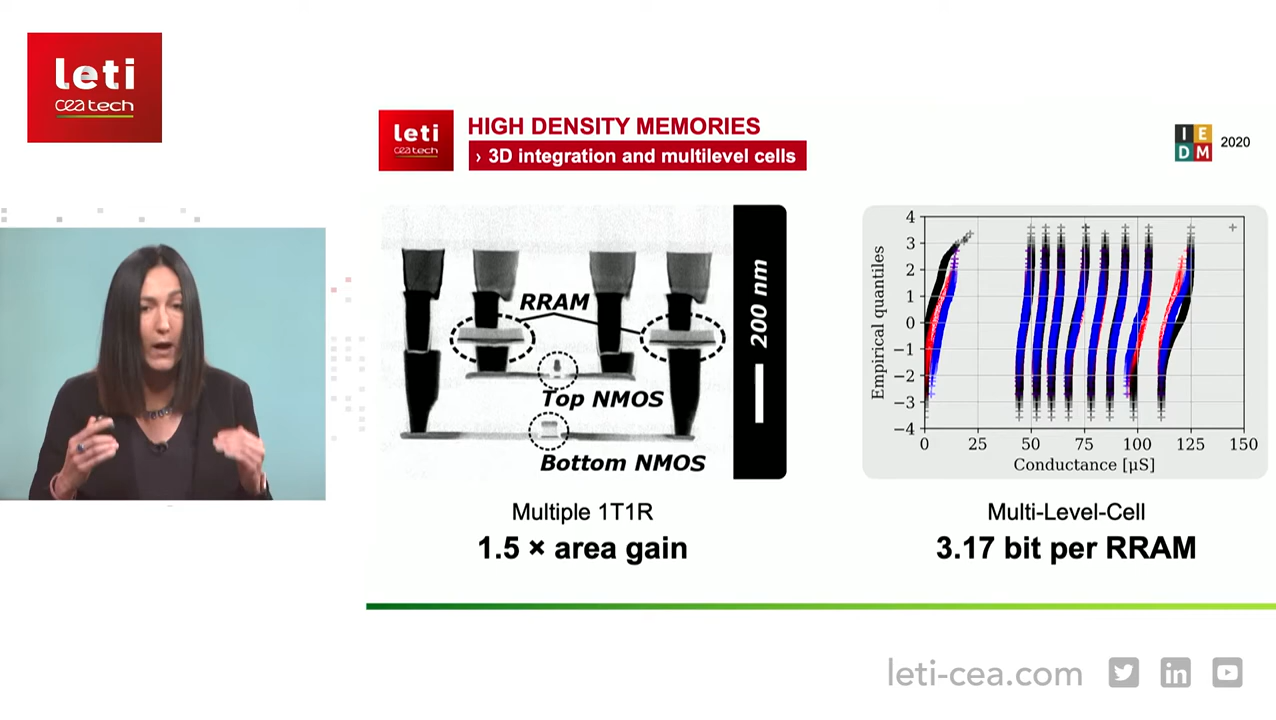 leti
cea tech
leti
cea tech
HIGH DENSITY MEMORIES
› 3D integration and multilevel cells
I E
D M
2020
RRAM
Top NMOS
Bottom NMOS
200 nm
Multiple 1T1R
1.5 × area gain
Empirical quantiles
4
3
2
1
0
−1
−2
−3
−4
0 25 50 75 100 125 150
Conductance [µS]
Multi-Level-Cell
3.17 bit per RRAM
leti-cea.com
in